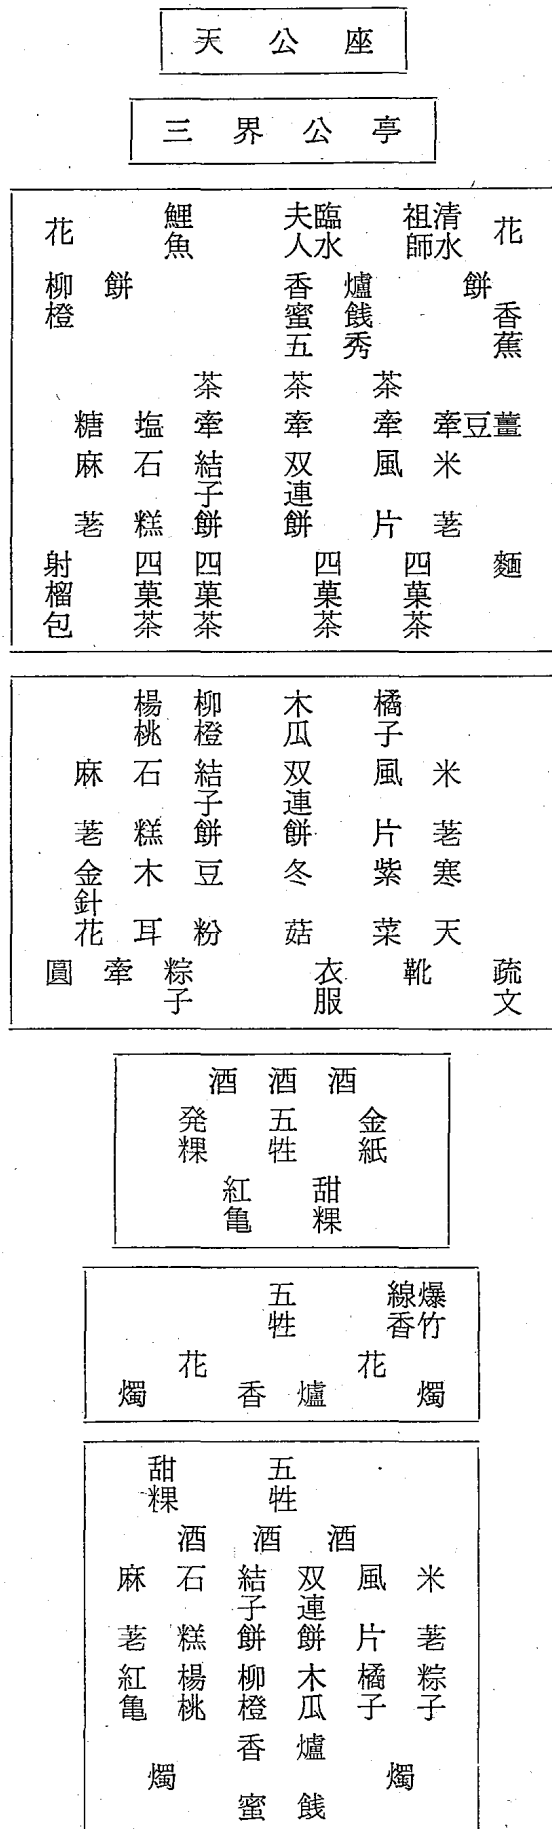 天公座
三界公亭
花 鯉魚 臨水夫人 清水祖師 花
柳橙 餅 香爐 餅 香蕉
蜜餞
五秀
茶 茶 茶
糖 塩 牽 牽 牽 牽 豆 薑
麻荖 石糕 結子餅 双連餅 風片 米荖
射榴包 四菓茶 四菓茶 四菓茶 四菓茶 麵
楊桃 柳橙 木瓜 橘子
麻荖 石糕 結子餅 双連餅 風片 米荖
金針花 木耳 豆粉 冬菇 紫菜 寒天
圓 牽 粽子 衣服 靴 疏文
酒 酒 酒
発粿 五牲 金紙
紅亀 甜粿
五牲 爆竹 線香
花 花
燭 香爐 燭
甜粿 五牲
酒 酒 酒
麻荖 石糕 結子餅 双連餅 風片 米荖
紅亀 楊桃 柳橙 木瓜 橘子 粽子
香爐
燭 燭
蜜餞